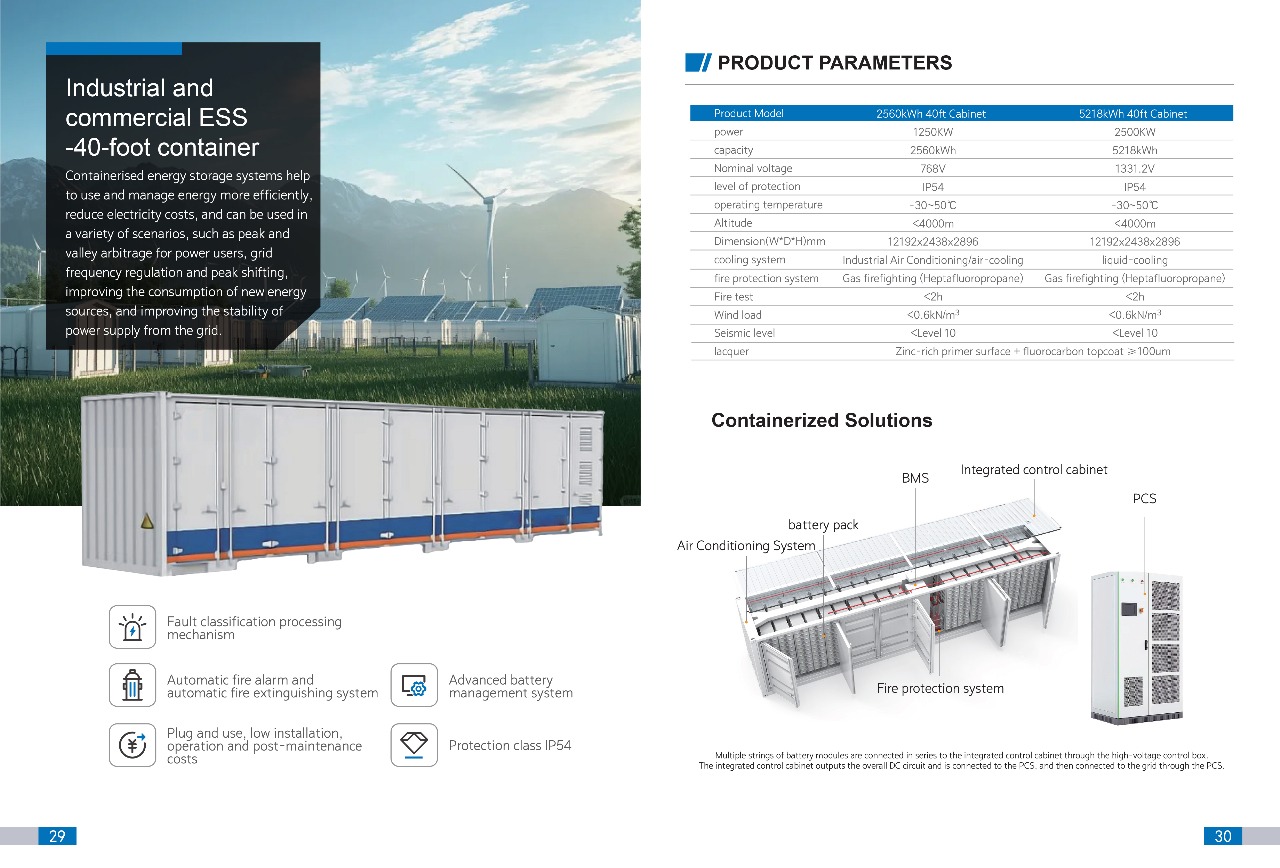 Industrial and
commercial ESS
-40-foot container
Containerised energy storage systems help
to use and manage energy more efficiently,
reduce electricity costs, and can be used in
a variety of scenarios, such as peak and
valley arbitrage for power users, grid
frequency regulation and peak shifting,
improving the consumption of new energy
sources, and improving the stability of
power supply from the grid.
Fault classification processing
mechanism
Automatic fire alarm and
automatic fire extinguishing system
Advanced battery
management system
Plug and use, low installation,
operation and post-maintenance
costs
Protection class IP54
29
PRODUCT PARAMETERS
Product Model 2560kWh 40ft Cabinet 5218kWh 40ft Cabinet
power 1250KW 2500KW
capacity 2560kWh 5218kWh
Nominal voltage 768V 1331.2V
level of protection IP54 IP54
operating temperature -30~50℃ -30~50℃
Altitude <4000m <4000m
Dimension(W*D*H)mm 12192x2438x2896 12192x2438x2896
cooling system Industrial Air Conditioning/air-cooling liquid-cooling
fire protection system Gas firefighting (Heptafluoropropane) Gas firefighting (Heptafluoropropane)
Fire test <2h <2h
Wind load <0.6kN/m³ <0.6kN/m³
Seismic level <Level 10 <Level 10
lacquer Zinc-rich primer surface + fluorocarbon topcoat ≥100um
Containerized Solutions
Integrated control cabinet
BMS
PCS
battery pack
Air Conditioning System
Fire protection system
Multiple strings of battery modules are connected in series to the integrated control cabinet through the high-voltage control box.
The integrated control cabinet outputs the overall DC circuit and is connected to the PCS, and then connected to the grid through the PCS.
30